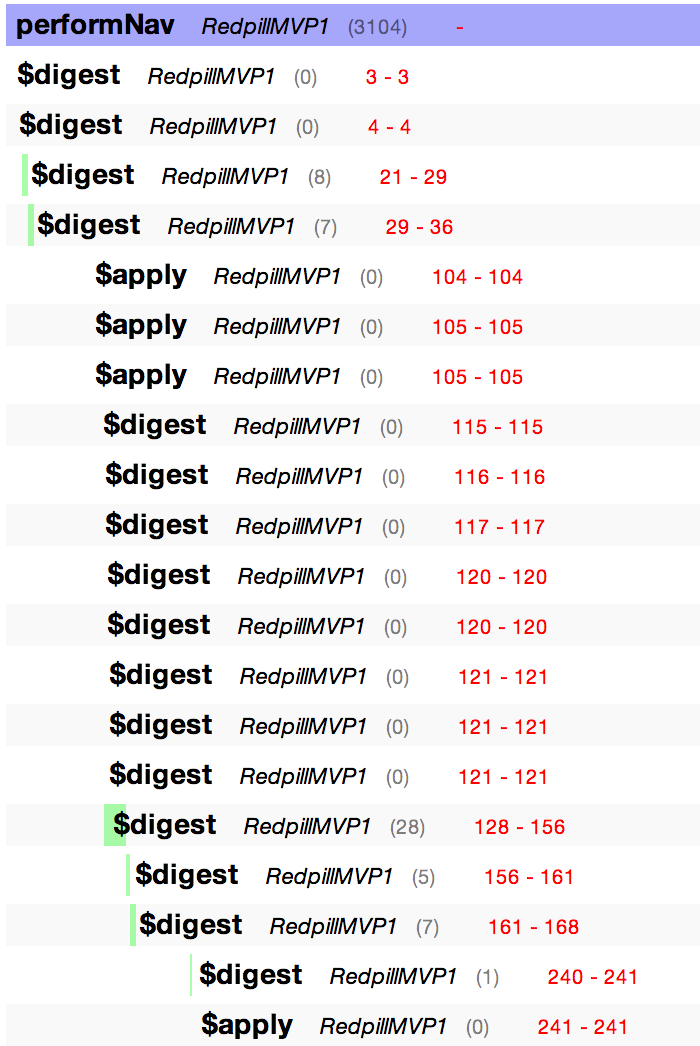 performNav RedpillMVP1 (3104) -
$digest RedpillMVP1 (0) 3 - 3
$digest RedpillMVP1 (0) 4 - 4
$digest RedpillMVP1 (8) 21 - 29
$digest RedpillMVP1 (7) 29 - 36
$apply RedpillMVP1 (0) 104 - 104
$apply RedpillMVP1 (0) 105 - 105
$apply RedpillMVP1 (0) 105 - 105
$digest RedpillMVP1 (0) 115 - 115
$digest RedpillMVP1 (0) 116 - 116
$digest RedpillMVP1 (0) 117 - 117
$digest RedpillMVP1 (0) 120 - 120
$digest RedpillMVP1 (0) 120 - 120
$digest RedpillMVP1 (0) 121 - 121
$digest RedpillMVP1 (0) 121 - 121
$digest RedpillMVP1 (0) 121 - 121
$digest RedpillMVP1 (28) 128 - 156
$digest RedpillMVP1 (5) 156 - 161
$digest RedpillMVP1 (7) 161 - 168
$digest RedpillMVP1 (1) 240 - 241
$apply RedpillMVP1 (0) 241 - 241